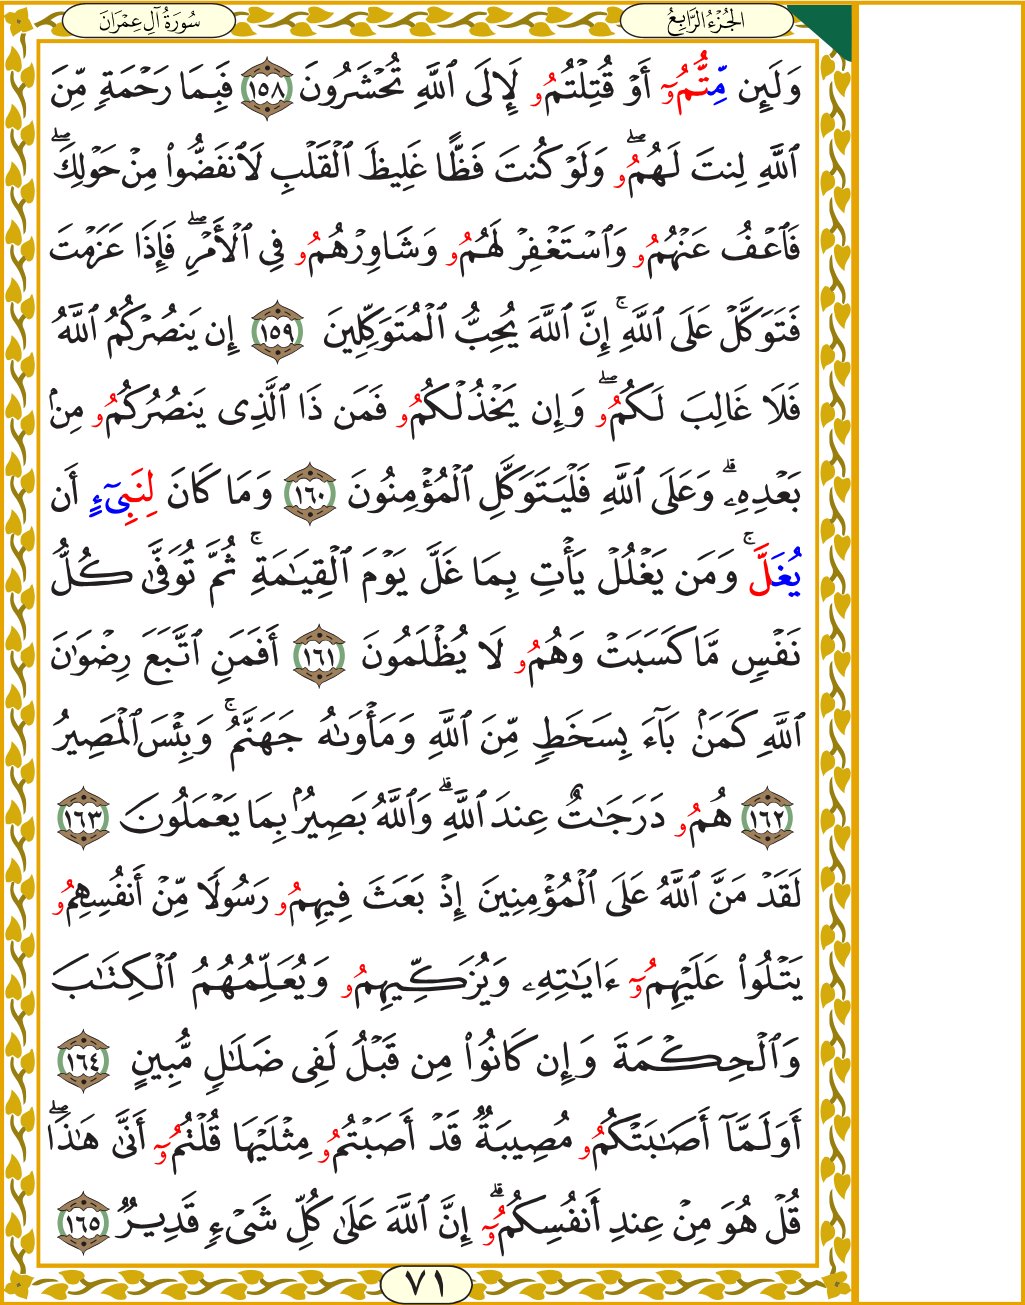 الجُزْءُ الرَّابِعُ
سُورَةُ آلِ عِمْرَان
وَلَئِن مِّتُّمُۥٓ أَوْ قُتِلْتُمُۥ لَإِلَى ٱللَّهِ تُحْشَرُونَ ١٥٨ فَبِمَا رَحْمَةٍ مِّنَ
ٱللَّهِ لِنتَ لَهُمُۥۖ وَلَوْ كُنتَ فَظًّا غَلِيظَ ٱلْقَلْبِ لَٱنفَضُّوا۟ مِنْ حَوْلِكَۖ
فَٱعْفُ عَنْهُمُۥ وَٱسْتَغْفِرْ لَهُمُۥ وَشَاوِرْهُمُۥ فِى ٱلْأَمْرِۖ فَإِذَا عَزَمْتَ
فَتَوَكَّلْ عَلَى ٱللَّهِۚ إِنَّ ٱللَّهَ يُحِبُّ ٱلْمُتَوَكِّلِينَ ١٥٩ إِن يَنصُرْكُمُ ٱللَّهُ
فَلَا غَالِبَ لَكُمُۥۖ وَإِن يَخْذُلْكُمُۥ فَمَن ذَا ٱلَّذِى يَنصُرُكُمُۥ مِنۢ
بَعْدِهِۦۗ وَعَلَى ٱللَّهِ فَلْيَتَوَكَّلِ ٱلْمُؤْمِنُونَ ١٦٠ وَمَا كَانَ لِنَبِىٓءٍ أَن
يُغَلَّۚ وَمَن يَغْلُلْ يَأْتِ بِمَا غَلَّ يَوْمَ ٱلْقِيَٰمَةِۚ ثُمَّ تُوَفَّىٰ كُلُّ
نَفْسٍ مَّا كَسَبَتْ وَهُمُۥ لَا يُظْلَمُونَ ١٦١ أَفَمَنِ ٱتَّبَعَ رِضْوَٰنَ
ٱللَّهِ كَمَنۢ بَآءَ بِسَخَطٍ مِّنَ ٱللَّهِ وَمَأْوَىٰهُ جَهَنَّمُۚ وَبِئْسَ ٱلْمَصِيرُ
١٦٢ هُمُۥ دَرَجَٰتٌ عِندَ ٱللَّهِۗ وَٱللَّهُ بَصِيرٌۢ بِمَا يَعْمَلُونَ ١٦٣
لَقَدْ مَنَّ ٱللَّهُ عَلَى ٱلْمُؤْمِنِينَ إِذْ بَعَثَ فِيهِمُۥ رَسُولًا مِّنْ أَنفُسِهِمُۥ
يَتْلُوا۟ عَلَيْهِمُۥٓ ءَايَٰتِهِۦ وَيُزَكِّيهِمُۥ وَيُعَلِّمُهُمُ ٱلْكِتَٰبَ
وَٱلْحِكْمَةَ وَإِن كَانُوا۟ مِن قَبْلُ لَفِى ضَلَٰلٍ مُّبِينٍ ١٦٤
أَوَلَمَّآ أَصَٰبَتْكُمُۥ مُصِيبَةٌ قَدْ أَصَبْتُمُۥ مِثْلَيْهَا قُلْتُمُۥٓ أَنَّىٰ هَٰذَاۖ
قُلْ هُوَ مِنْ عِندِ أَنفُسِكُمُۥٓۗ إِنَّ ٱللَّهَ عَلَىٰ كُلِّ شَىْءٍ قَدِيرٌ ١٦٥
٧١